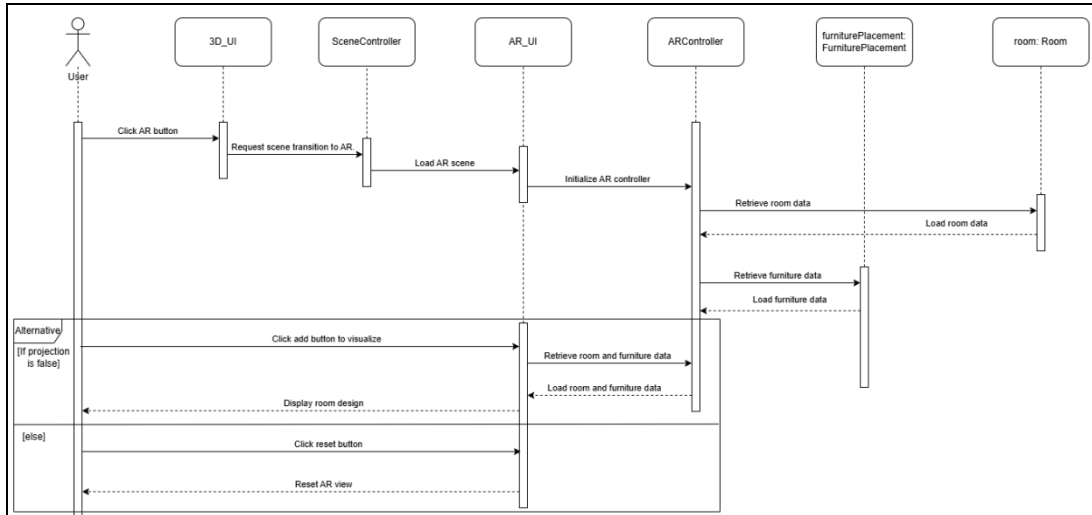 3D_UI
SceneController
AR_UI
ARController
furniturePlacement:
FurniturePlacement
room: Room
User
Click AR button
Request scene transition to AR.
Load AR scene
Initialize AR controller
Retrieve room data
Load room data
Retrieve furniture data
Load furniture data
Alternative
[If projection
is false]
Click add button to visualize
Retrieve room and furniture data
Load room and furniture data
Display room design
[else]
Click reset button
Reset AR view